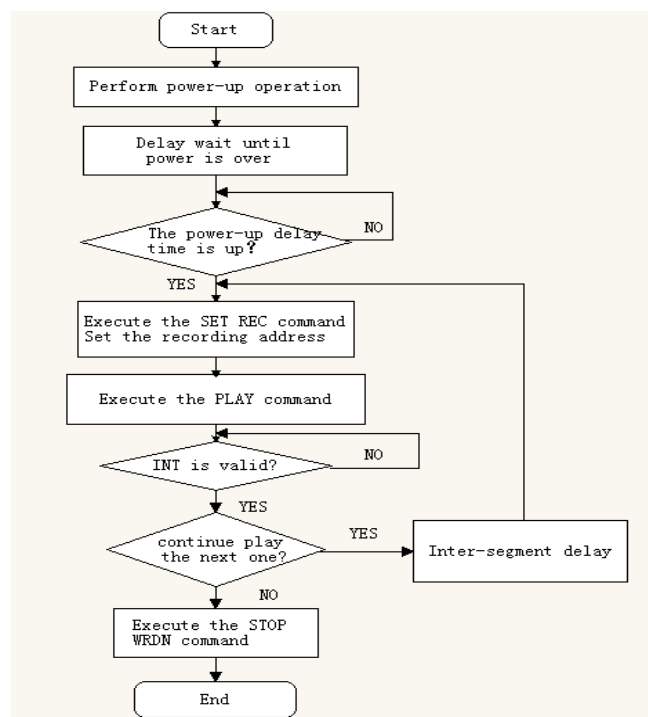 Start
Perform power-up operation
Delay wait until
power is over
The power-up delay
time is up?
NO
YES
Execute the SET REC command
Set the recording address
Execute the PLAY command
INT is valid?
NO
YES
continue play
the next one?
YES
Inter-segment delay
NO
Execute the STOP
WRDN command
End